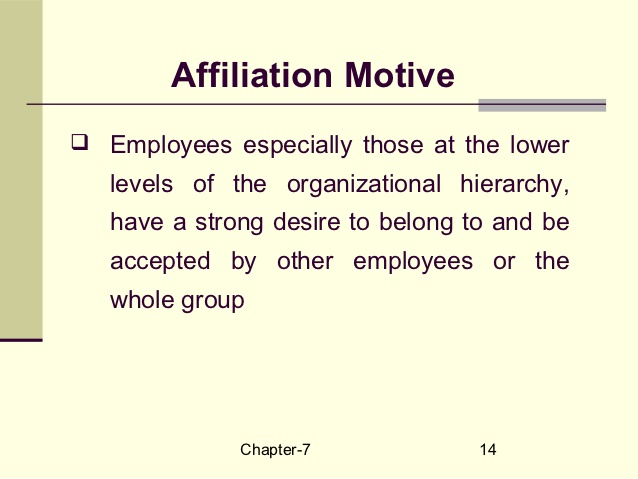 Affiliation Motive
❑ Employees especially those at the lower
levels of the organizational hierarchy,
have a strong desire to belong to and be
accepted by other employees or the
whole group
Chapter-7 14